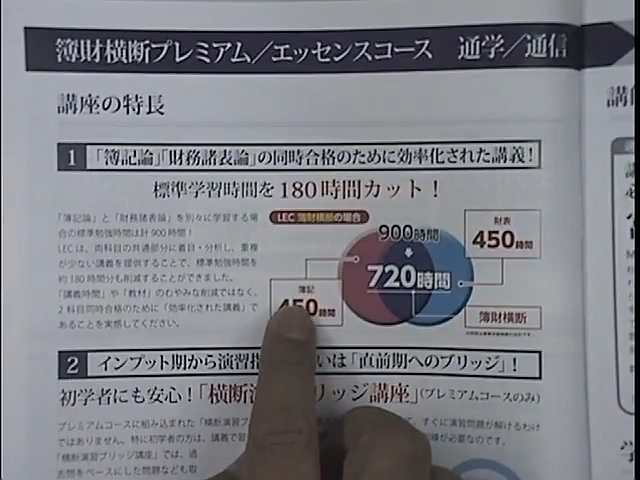 簿財横断プレミアム／エッセンスコース 通学／通信
講座の特長
1 「簿記論」「財務諸表論」の同時合格のために効率化された講義！
標準学習時間を180時間カット！
「簿記論」と「財務諸表論」を別々に学習する場
合の標準勉強時間は計900時間！
LECは、両科目の共通部分に着目・分析し、重複
が少ない講義を提供することで、標準勉強時間を
約180時間分も削減することができました。
「講義時間」や「教材」のむやみな削減ではなく、
2科目同時合格のために「効率化された講義」で
あることを実感してください。
LEC 簿財横断の場合
900時間
720時間
財表
450時間
簿記
450時間
簿財横断
2 インプット期から演習 いは「直前期へのブリッジ」！
初学者にも安心！「横断 リッジ講座」(プレミアムコースのみ)
プレミアムコースに組み込まれた「横断演習ブ すぐに演習問題が解けるわけ
ではありません。特に初学者の方は、講義で習 が必要なのです。
「横断演習ブリッジ講座」では、過
去問をベースにした問題なども取
講